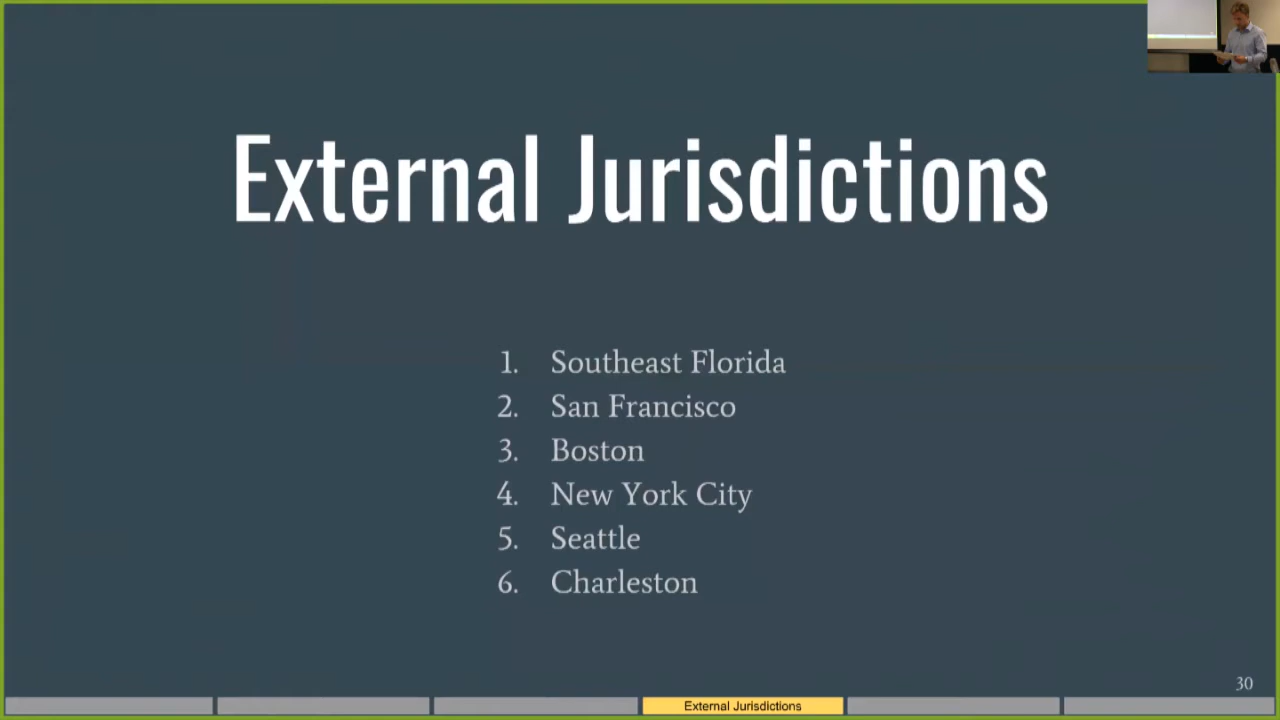 External Jurisdictions
1. Southeast Florida
2. San Francisco
3. Boston
4. New York City
5. Seattle
6. Charleston
30
External Jurisdictions